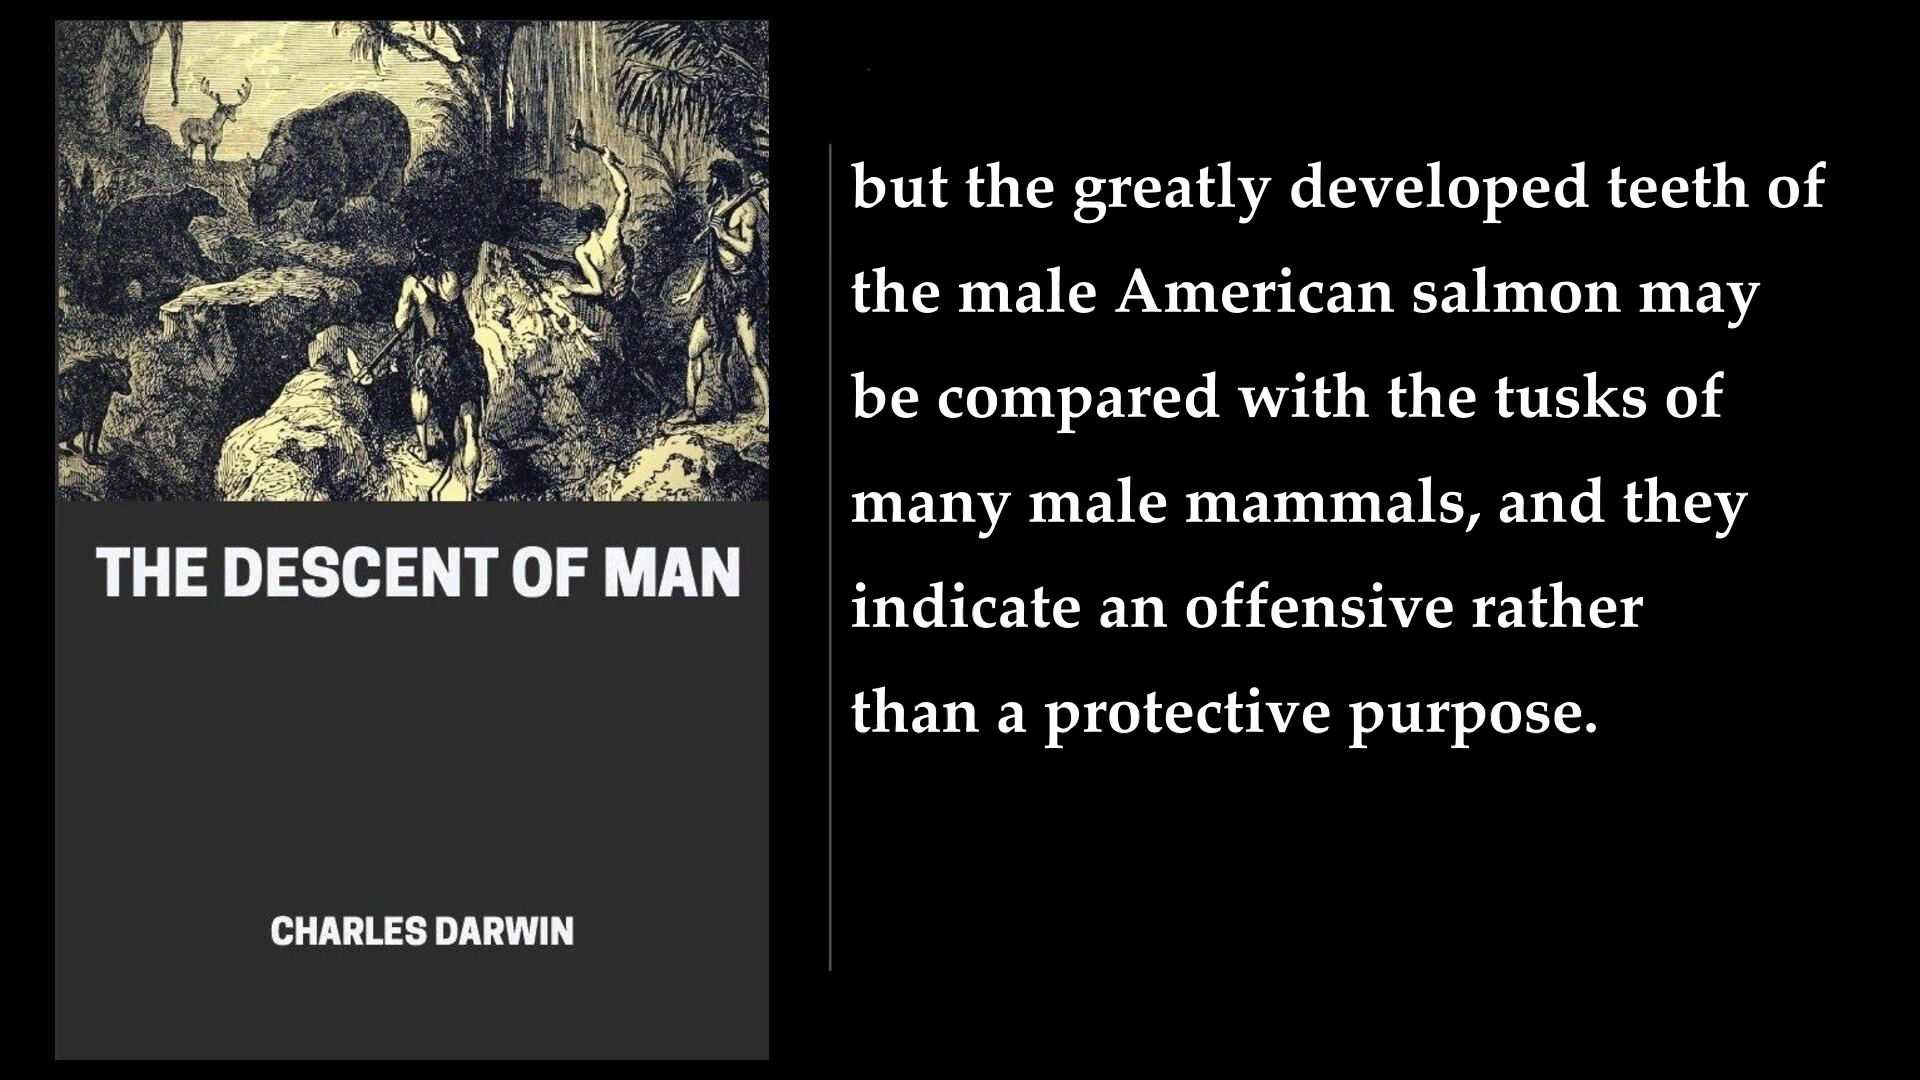 THE DESCENT OF MAN
CHARLES DARWIN
but the greatly developed teeth of
the male American salmon may
be compared with the tusks of
many male mammals, and they
indicate an offensive rather
than a protective purpose.